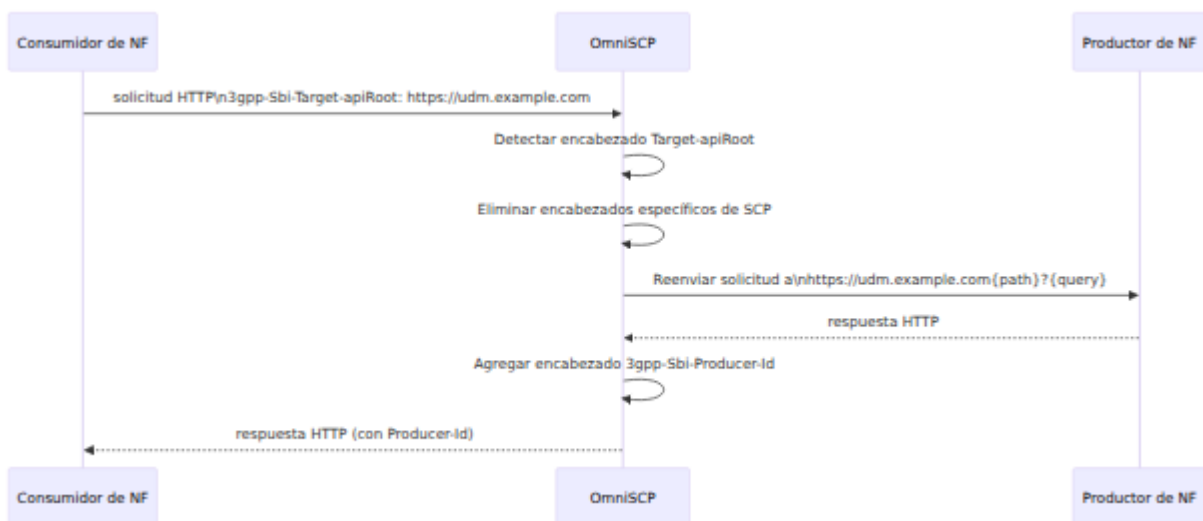 Consumidor de NF
OmniSCP
Productor de NF
solicitud HTTP\n3gpp-Sbi-Target-apiRoot: https://udm.example.com
Detectar encabezado Target-apiRoot
Eliminar encabezados específicos de SCP
Reenviar solicitud a\nhttps://udm.example.com{path}?{query}
respuesta HTTP
Agregar encabezado 3gpp-Sbi-Producer-Id
respuesta HTTP (con Producer-Id)
Consumidor de NF
OmniSCP
Productor de NF